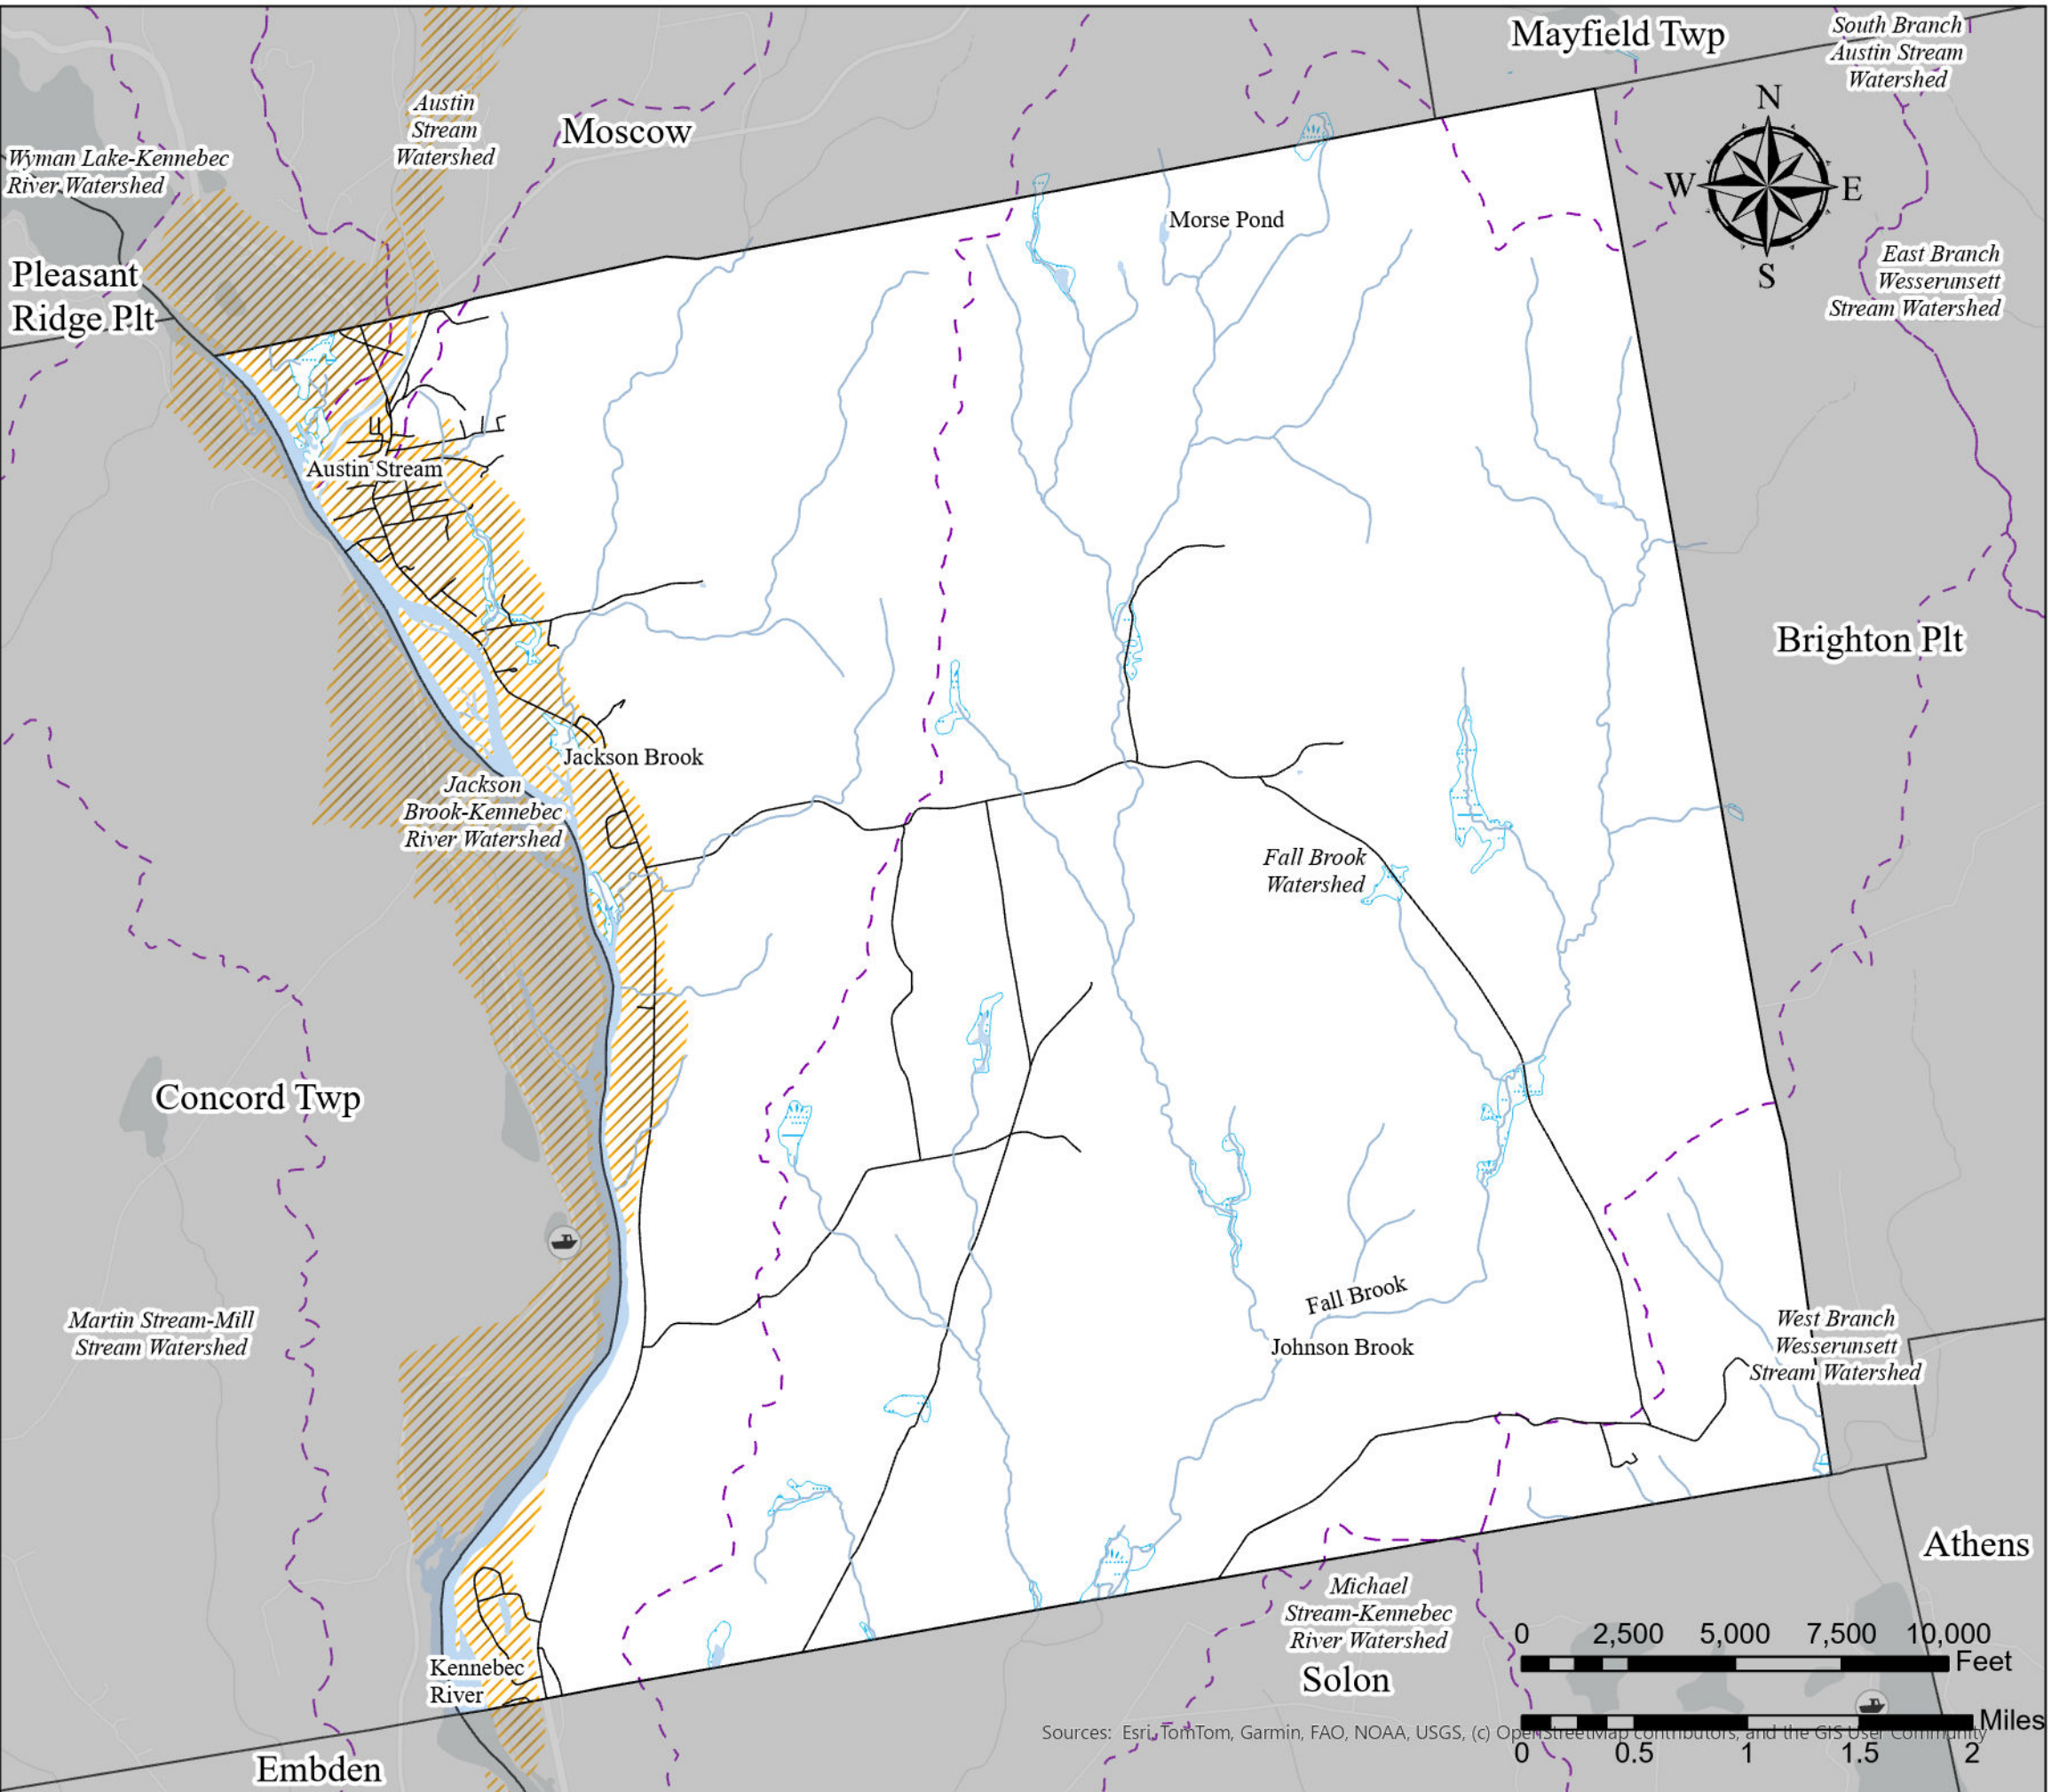 Mayfield Twp
South Branch
Austin Stream
Watershed
Austin
Stream
Watershed
Moscow
N
W
E
S
Wyman Lake-Kennebec
River Watershed
Morse Pond
Pleasant
Ridge Plt
East Branch
Wesserunsett
Stream Watershed
Austin Stream
Brighton Plt
Jackson Brook
Jackson
Brook-Kennebec
River Watershed
Fall Brook
Watershed
Concord Twp
Fall Brook
Johnson Brook
Martin Stream-Mill
Stream Watershed
West Branch
Wesserunsett
Stream Watershed
Athens
Michael
Stream-Kennebec
River Watershed
Solon
Kennebec
River
0 2,500 5,000 7,500 10,000
Feet
Miles
Sources: Esri, TomTom, Garmin, FAO, NOAA, USGS, (c) OpenStreetMap contributors, and the GIS User Community
0 0.5 1 1.5 2
Embden